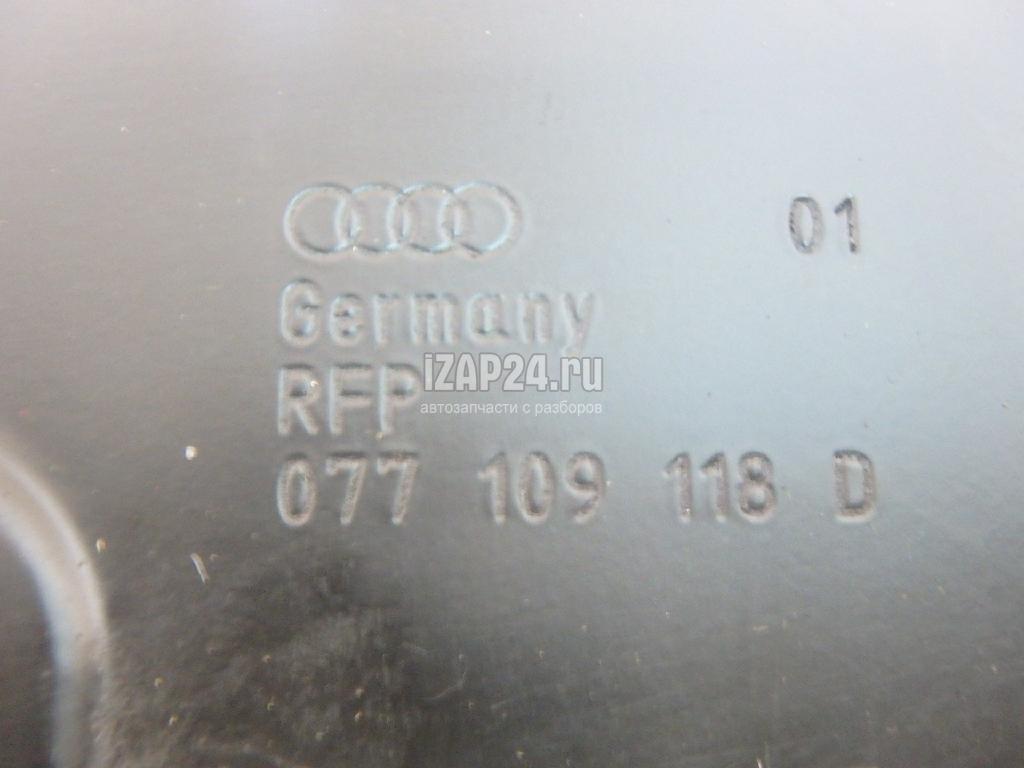 01
Germany
RFP
iZAP24.ru
автозапчасти с разборов
077 109 118 D